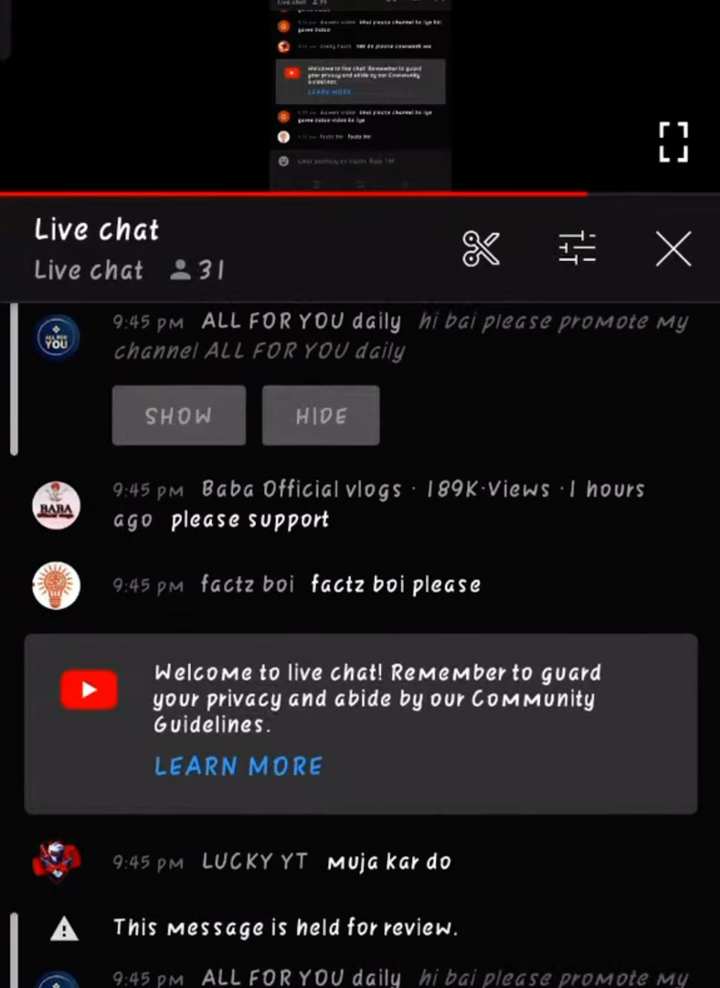 Live chat
Live chat 31
9:45 PM ALL FOR YOU daily hi bai please promote my
channel ALL FOR YOU daily
SHOW HIDE
9:45 PM Baba Official vlogs · 189K·Views ·1 hours
ago please support
9:45 PM factz boi factz boi please
Welcome to live chat! Remember to guard
your privacy and abide by our Community
Guidelines.
LEARN MORE
9:45 PM LUCKY YT muja kar do
This message is held for review.
9:45 PM ALL FOR YOU daily hi bai please promote my